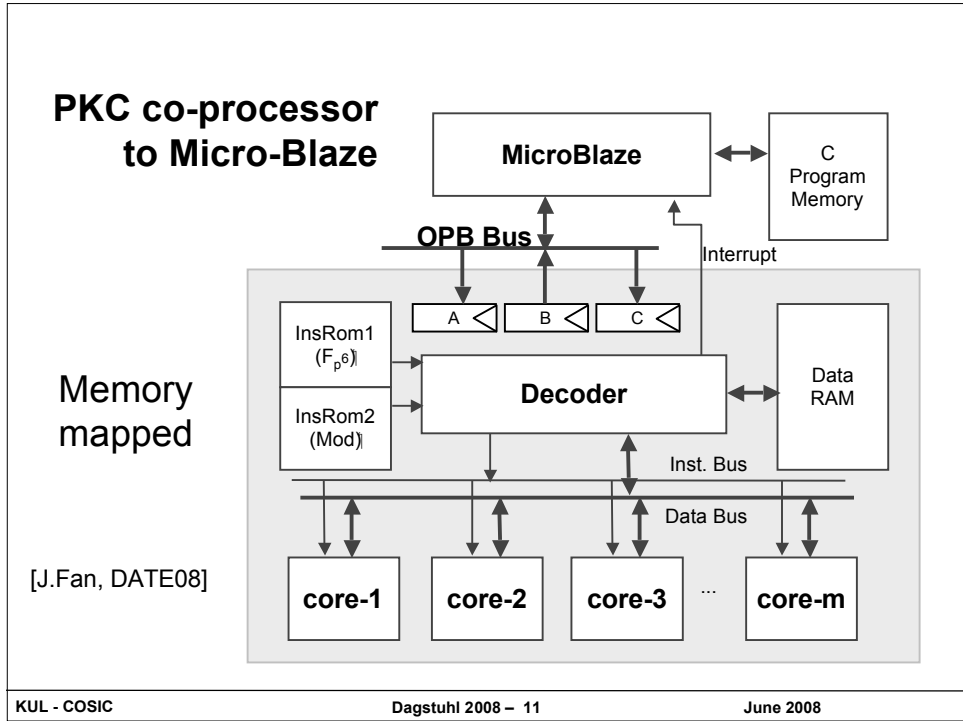 PKC co-processor
to Micro-Blaze
MicroBlaze
C
Program
Memory
OPB Bus
Interrupt
A
B
C
InsRom1
(Fp6)
InsRom2
(Mod)
Decoder
Data
RAM
Memory
mapped
Inst. Bus
Data Bus
[J.Fan, DATE08]
core-1
core-2
core-3
...
core-m
KUL - COSIC
Dagstuhl 2008 – 11
June 2008